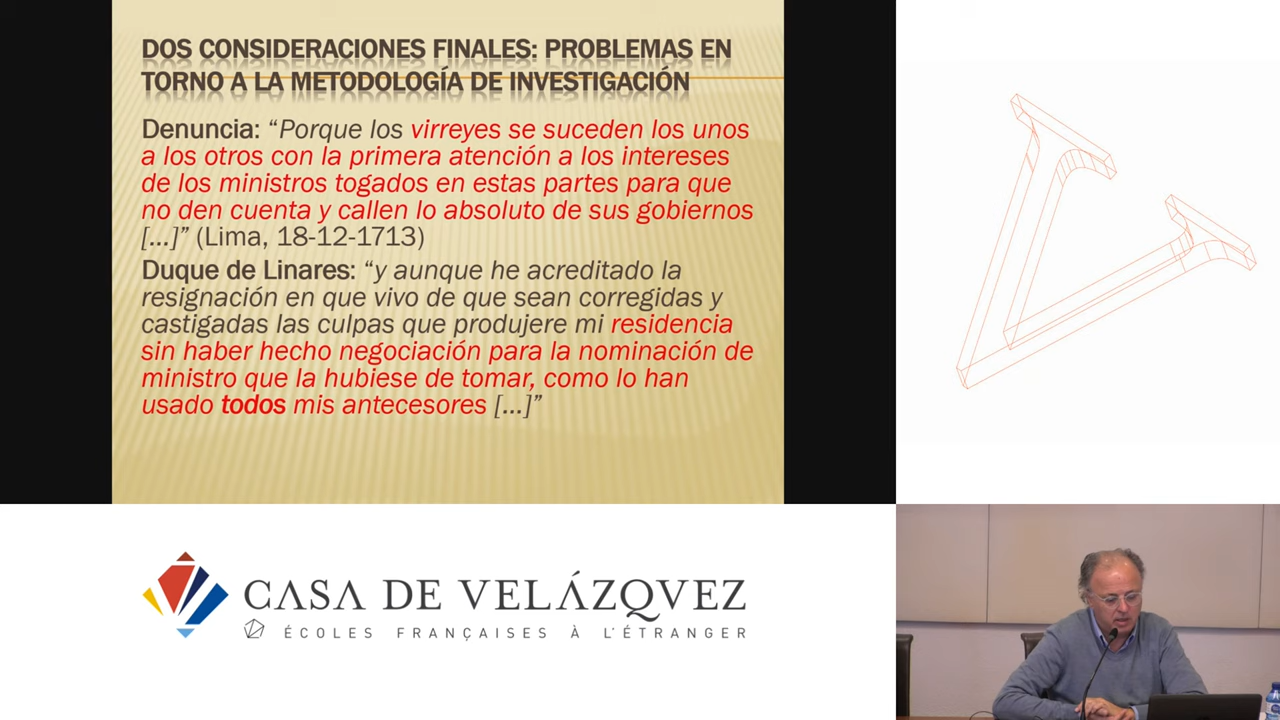 DOS CONSIDERACIONES FINALES: PROBLEMAS EN
TORNO A LA METODOLOGÍA DE INVESTIGACIÓN
Denuncia: “Porque los virreyes se suceden los unos
a los otros con la primera atención a los intereses
de los ministros togados en estas partes para que
no den cuenta y callen lo absoluto de sus gobiernos
[...]” (Lima, 18-12-1713)
Duque de Linares: “y aunque he acreditado la
resignación en que vivo de que sean corregidas y
castigadas las culpas que produjere mi residencia
sin haber hecho negociación para la nominación de
ministro que la hubiese de tomar, como lo han
usado todos mis antecesores [...]”
CASA DE VELÁZQVEZ
ÉCOLES FRANÇAISES À L'ÉTRANGER